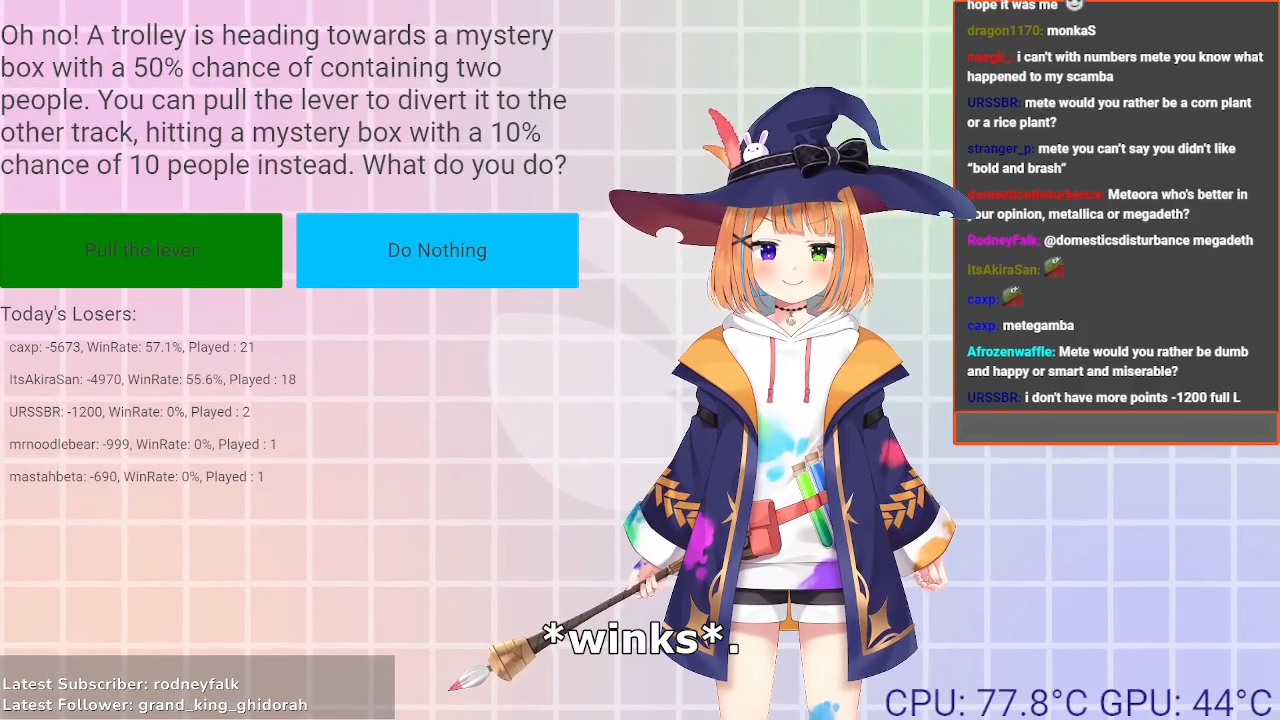 Oh no! A trolley is heading towards a mystery
box with a 50% chance of containing two
people. You can pull the lever to divert it to the
other track, hitting a mystery box with a 10%
chance of 10 people instead. What do you do?
Pull the lever
Do Nothing
Today's Losers:
caxp: -5673, WinRate: 57.1%, Played : 21
ItsAkiraSan: -4970, WinRate: 55.6%, Played : 18
URSSBR: -1200, WinRate: 0%, Played : 2
mrnoodlebear: -999, WinRate: 0%, Played : 1
mastahbeta: -690, WinRate: 0%, Played : 1
hope it was me
dragon1170: monkaS
naegii_: i can't with numbers mete you know what
happened to my scamba
URSSBR: mete would you rather be a corn plant
or a rice plant?
stranger_p: mete you can't say you didn't like
“bold and brash”
domesticsdisturbance: Meteora who's better in
your opinion, metallica or megadeth?
RodneyFalk: @domesticsdisturbance megadeth
ItsAkiraSan:
caxp:
caxp: metegamba
Afrozenwaffle: Mete would you rather be dumb
and happy or smart and miserable?
URSSBR: i don't have more points -1200 full L
*winks*.
Latest Subscriber: rodneyfalk
Latest Follower: grand_king_ghidorah
CPU: 77.8°C GPU: 44°C